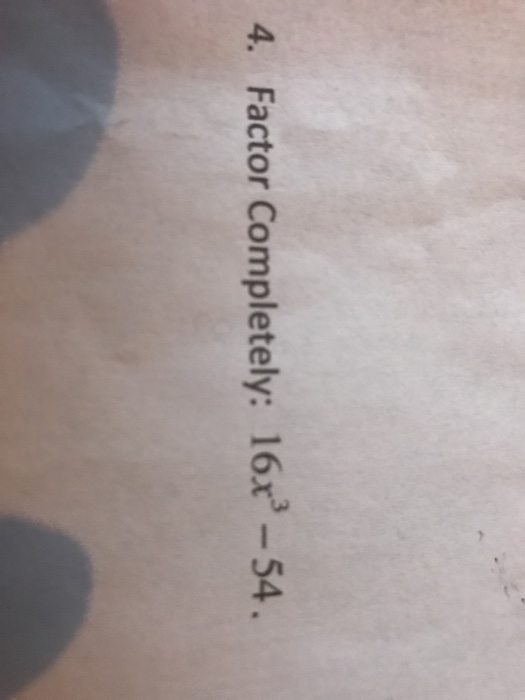 4. Factor Completely: 16x³ – 54.